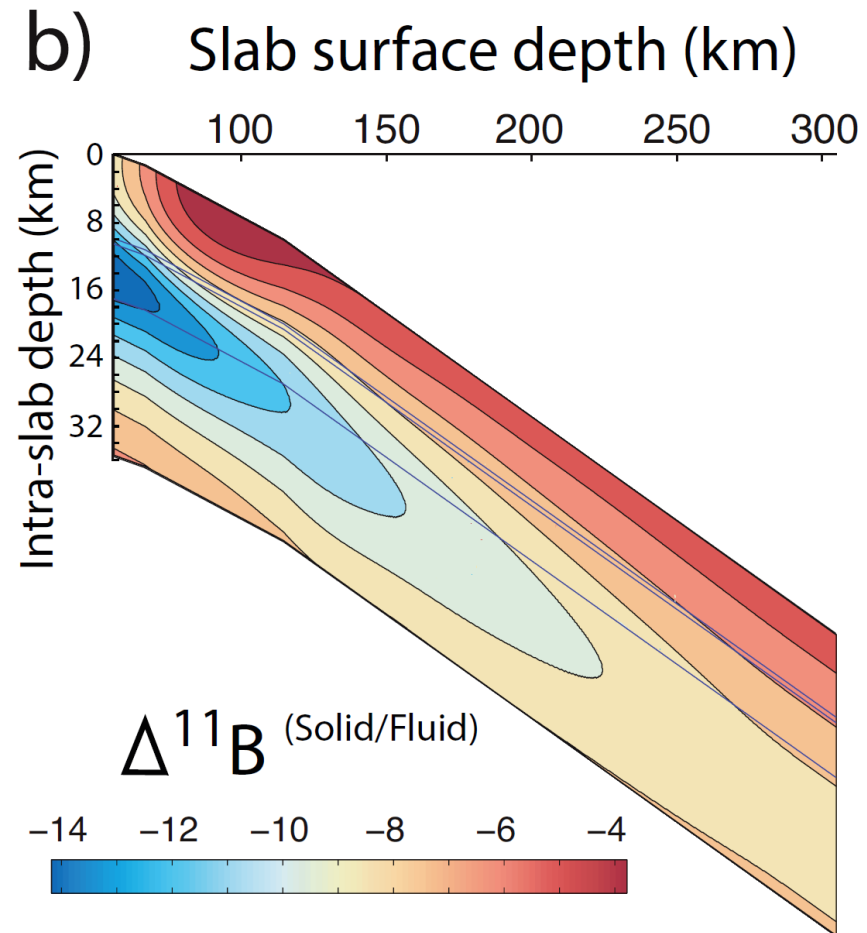 b) Slab surface depth (km)
100 150 200 250 300
Intra-slab depth (km)
0
8
16
24
32
Δ¹¹B (Solid/Fluid)
−14 −12 −10 −8 −6 −4